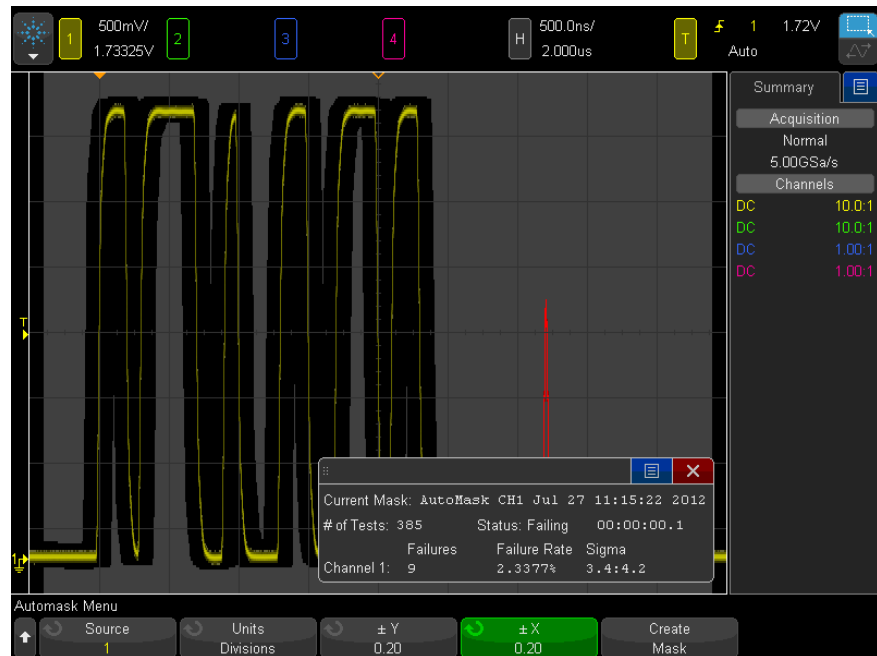 1
500mV/
1.73325V
2
3
4
H
500.0ns/
2.000us
T
1
1.72V
Auto
Summary
Acquisition
Normal
5.00GSa/s
Channels
DC 10.0:1
DC 10.0:1
DC 1.00:1
DC 1.00:1
T
Current Mask: AutoMask CH1 Jul 27 11:15:22 2012
# of Tests: 385 Status: Failing 00:00:00.1
Failures Failure Rate Sigma
Channel 1: 9 2.3377% 3.4:4.2
1
Automask Menu
Source
1
Units
Divisions
± Y
0.20
± X
0.20
Create
Mask